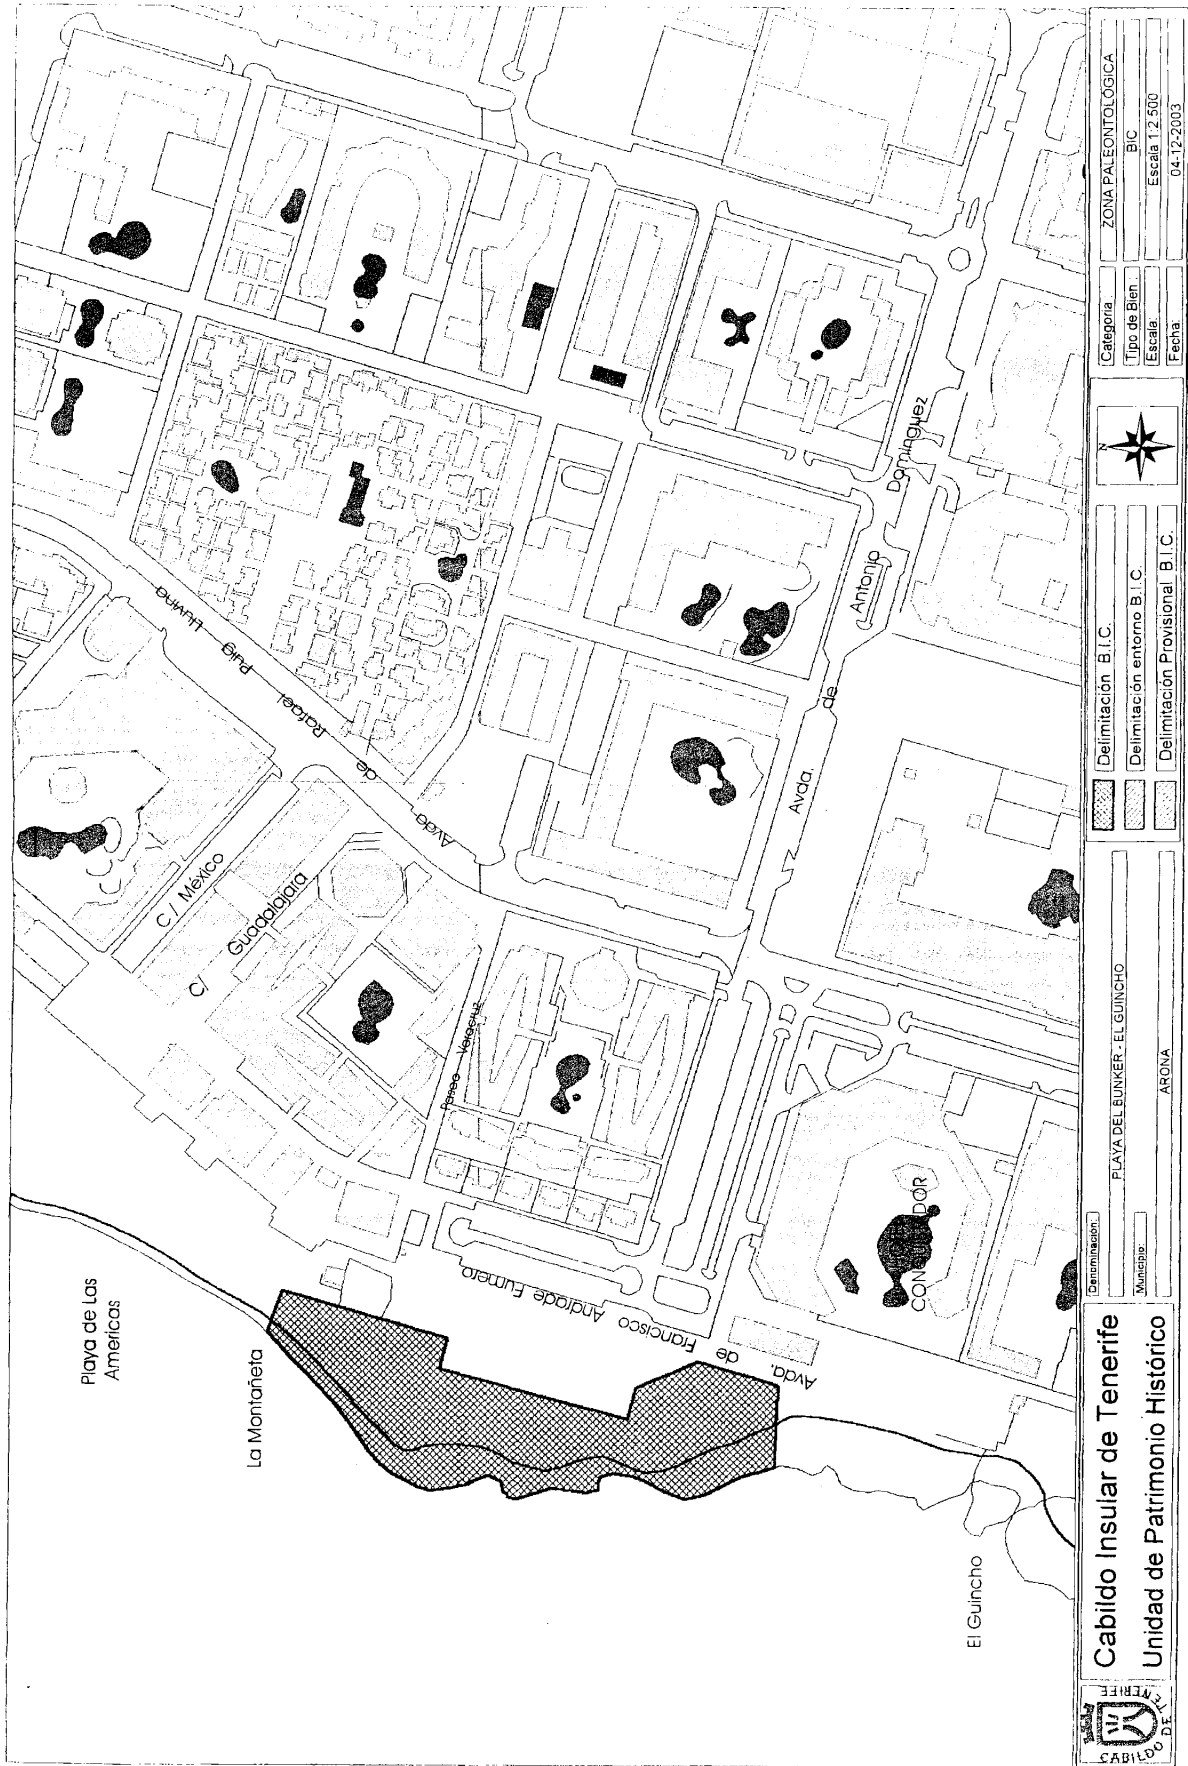 Playa de Las
Americas
La Montañeta
El Guincho
C/ México
C/ Guadalajara
Avda de Rafael Puig Lluvina
Paseo Veracruz
Avda. de Francisco Andrade Fumero
Avda. de Antonio Dominguez
Cabildo Insular de Tenerife
Unidad de Patrimonio Histórico
CABILDO DE TENERIFE
Denominación:
PLAYA DEL BUNKER - EL GUINCHO
Municipio:
ARONA
Delimitación B.I.C.
Delimitación entorno B.I.C.
Delimitación Provisional B.I.C.
N
Categoría
ZONA PALEONTOLÓGICA
Tipo de Bien
BIC
Escala:
Escala 1:2.500
Fecha:
04-12-2003